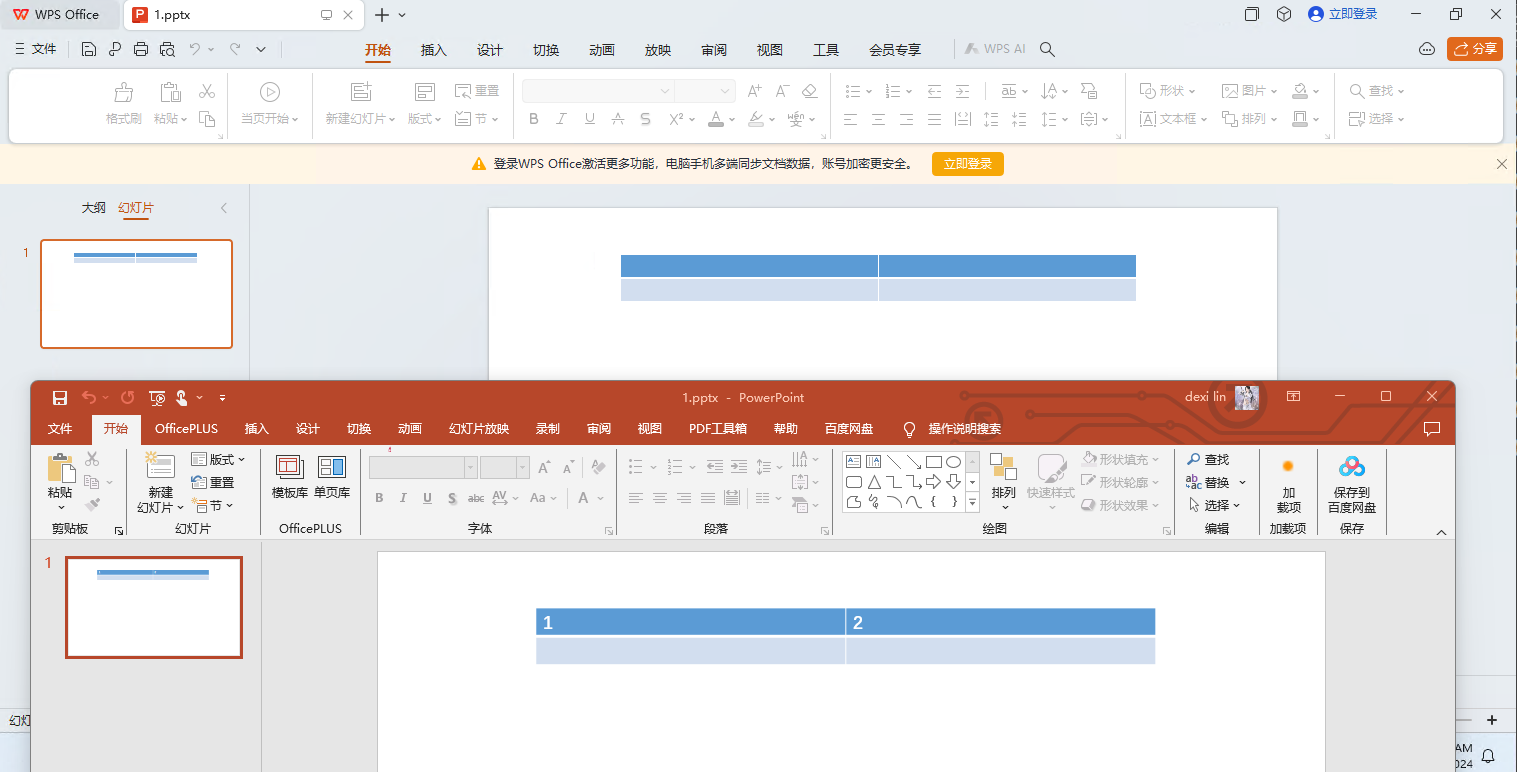 WPS Office
1.pptx
立即登录
文件
开始
插入
设计
切换
动画
放映
审阅
视图
工具
会员专享
WPS AI
分享
格式刷
粘贴
当页开始
新建幻灯片
版式
重置
节
形状
图片
文本框
排列
查找
选择
登录WPS Office激活更多功能，电脑手机多端同步文档数据，账号加密更安全。
立即登录
大纲
幻灯片
1
1.pptx - PowerPoint
dexi lin
文件
开始
OfficePLUS
插入
设计
切换
动画
幻灯片放映
录制
审阅
视图
PDF工具箱
帮助
百度网盘
操作说明搜索
粘贴
剪贴板
新建
幻灯片
版式
重置
节
幻灯片
模板库
单页库
OfficePLUS
字体
段落
排列
快速样式
形状填充
形状轮廓
形状效果
绘图
查找
替换
选择
编辑
加
载项
加载项
保存到
百度网盘
保存
1
1
2
幻灯
AM
024